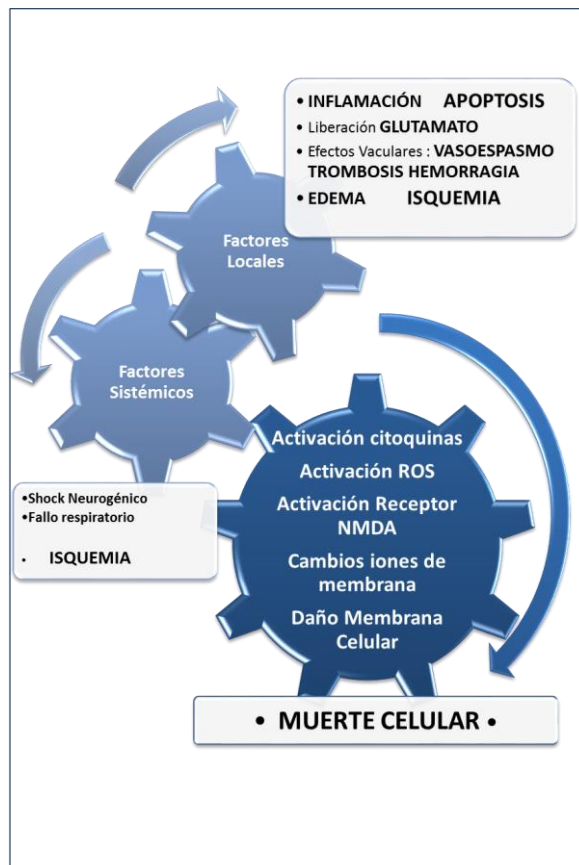 • INFLAMACIÓN APOPTOSIS
• Liberación GLUTAMATO
• Efectos Vaculares : VASOESPASMO
TROMBOSIS HEMORRAGIA
• EDEMA ISQUEMIA
Factores
Locales
Factores
Sistémicos
•Shock Neurogénico
•Fallo respiratorio
• ISQUEMIA
Activación citoquinas
Activación ROS
Activación Receptor
NMDA
Cambios iones de
membrana
Daño Membrana
Celular
• MUERTE CELULAR •